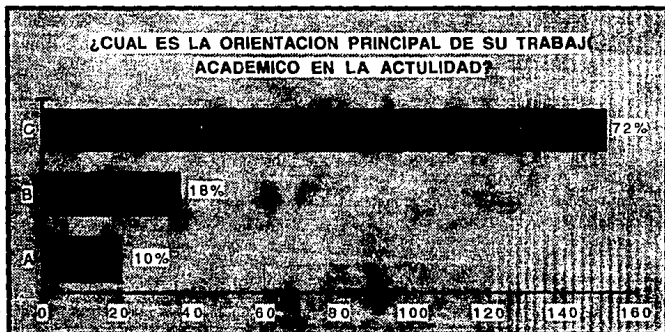 ¿CUAL ES LA ORIENTACION PRINCIPAL DE SU TRABAJO
ACADEMICO EN LA ACTULIDAD?
C 72%
B 18%
A 10%
0 20 40 60 80 100 120 140 160